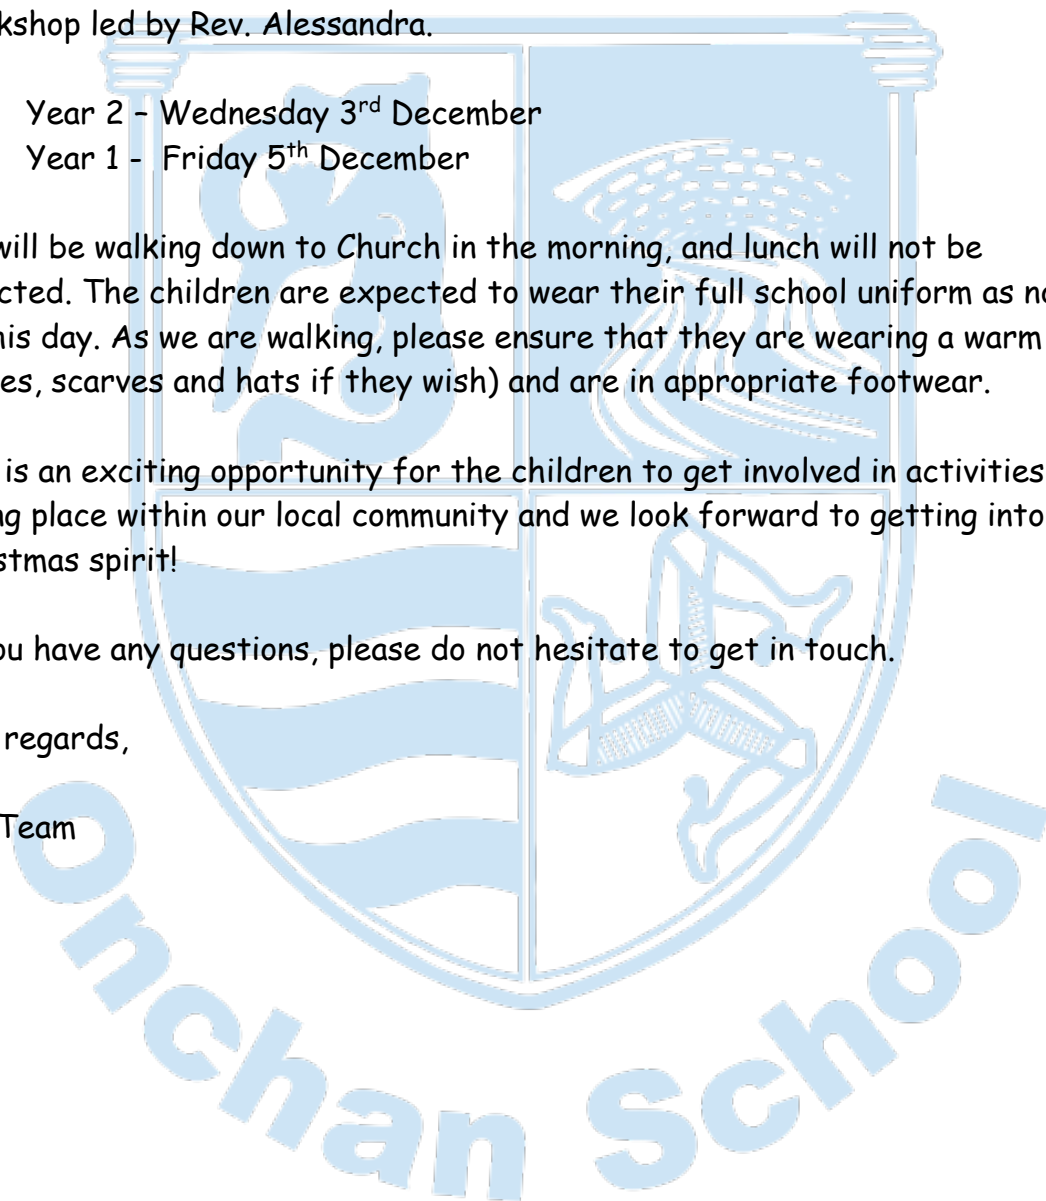 kshop led by Rev. Alessandra.
Year 2 – Wednesday 3rd December
Year 1 - Friday 5th December
will be walking down to Church in the morning, and lunch will not be
cted. The children are expected to wear their full school uniform as no
his day. As we are walking, please ensure that they are wearing a warm
es, scarves and hats if they wish) and are in appropriate footwear.
is an exciting opportunity for the children to get involved in activities
ng place within our local community and we look forward to getting into
stmas spirit!
ou have any questions, please do not hesitate to get in touch.
regards,
Team
Onchan School